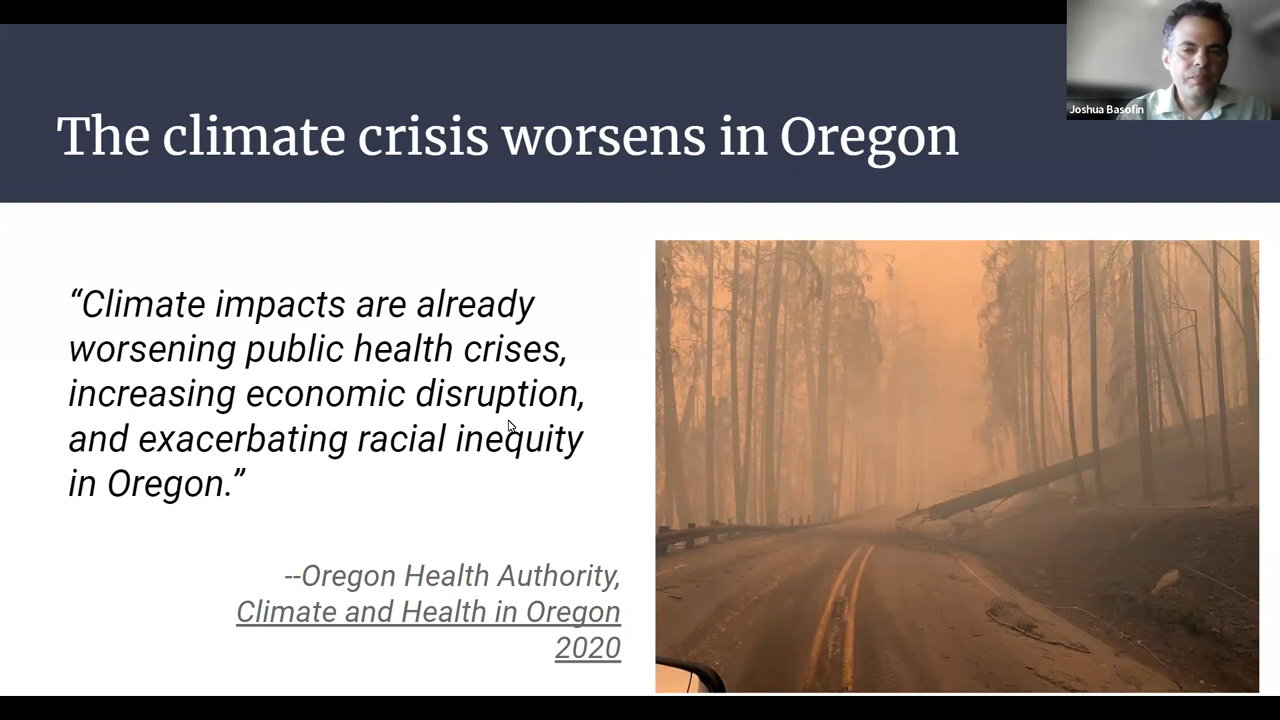 Joshua Basofin
The climate crisis worsens in Oregon
“Climate impacts are already
worsening public health crises,
increasing economic disruption,
and exacerbating racial inequity
in Oregon.”
--Oregon Health Authority,
Climate and Health in Oregon
2020